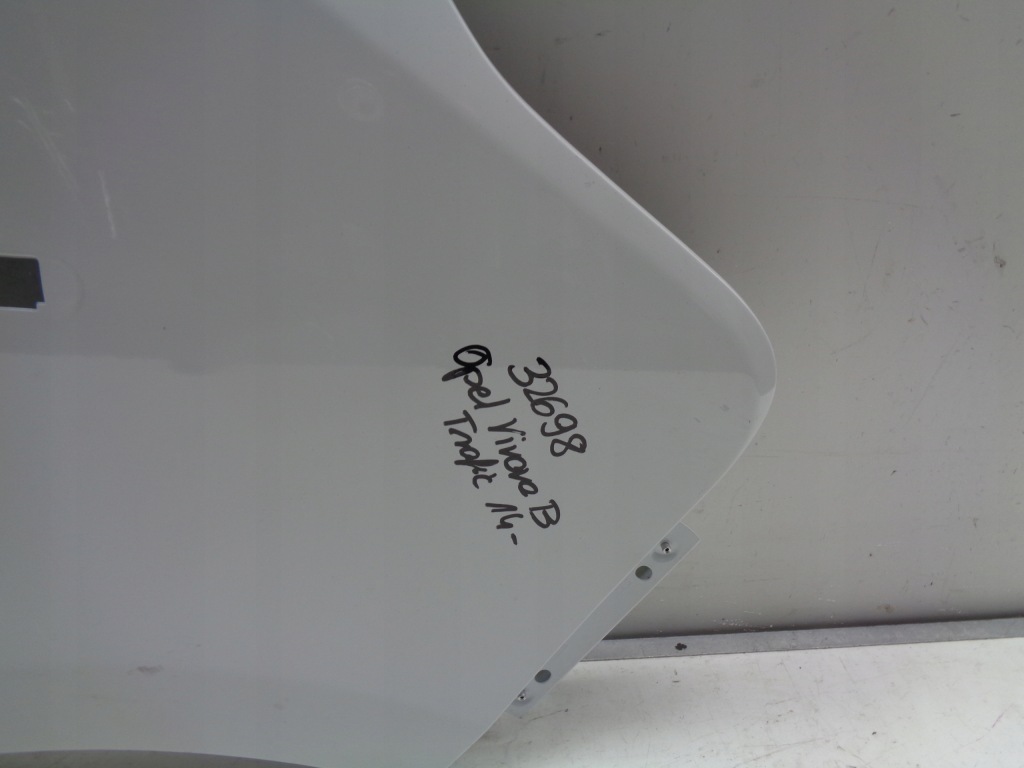 32698
Opel Vivaro B
Trafic 14-